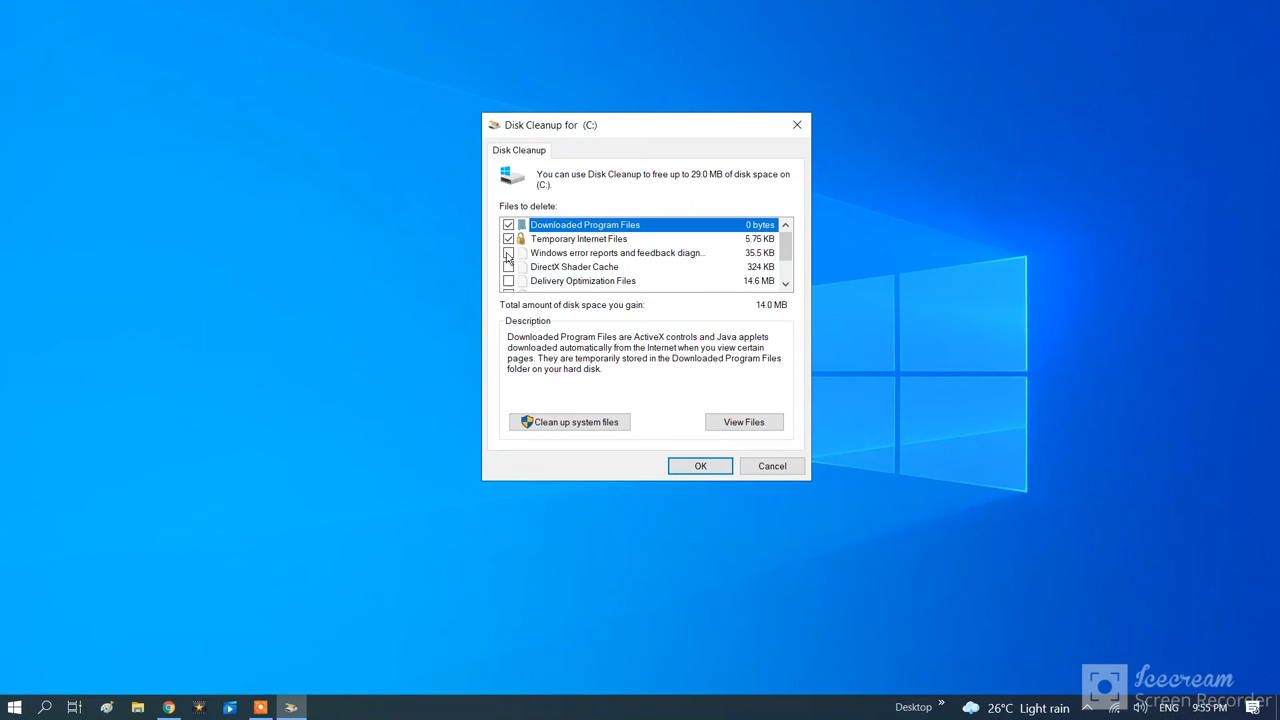 Disk Cleanup for (C:)
Disk Cleanup
You can use Disk Cleanup to free up to 29.0 MB of disk space on
(C:).
Files to delete:
Downloaded Program Files 0 bytes
Temporary Internet Files 5.75 KB
Windows error reports and feedback diagn... 35.5 KB
DirectX Shader Cache 324 KB
Delivery Optimization Files 14.6 MB
Total amount of disk space you gain: 14.0 MB
Description
Downloaded Program Files are ActiveX controls and Java applets
downloaded automatically from the Internet when you view certain
pages. They are temporarily stored in the Downloaded Program Files
folder on your hard disk.
Clean up system files
View Files
OK
Cancel
Icecream
Screen Recorder
Desktop
26°C Light rain
ENG
9:55 PM